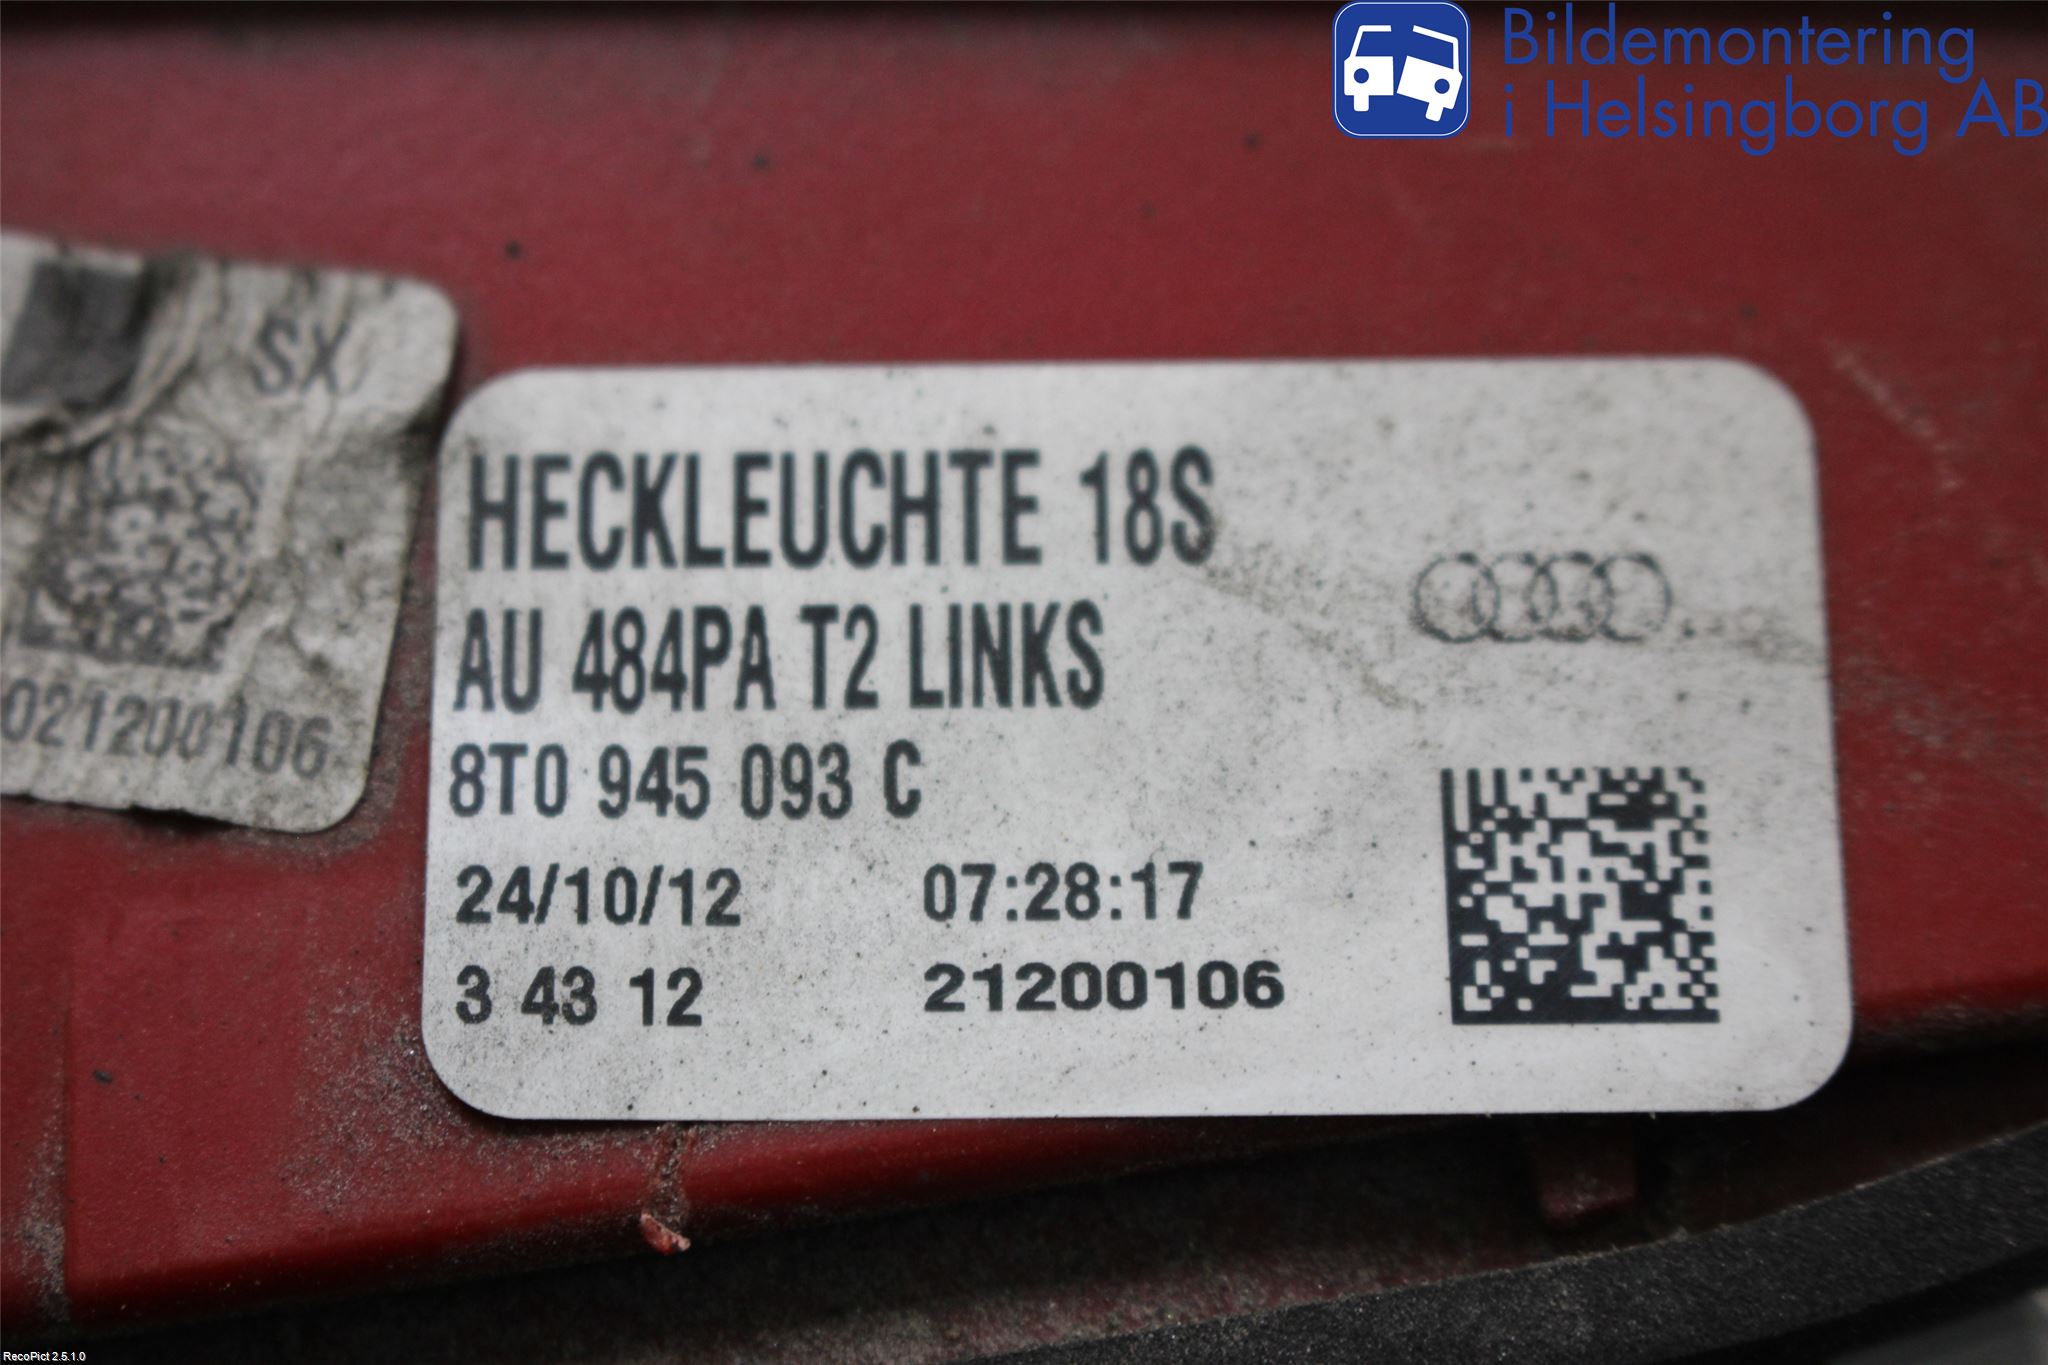 Bildemontering
i Helsingborg AB
SX
021200106
HECKLEUCHTE 18S
AU 484PA T2 LINKS
8T0 945 093 C
24/10/12 07:28:17
3 43 12 21200106
RecoPict 2.5.1.0